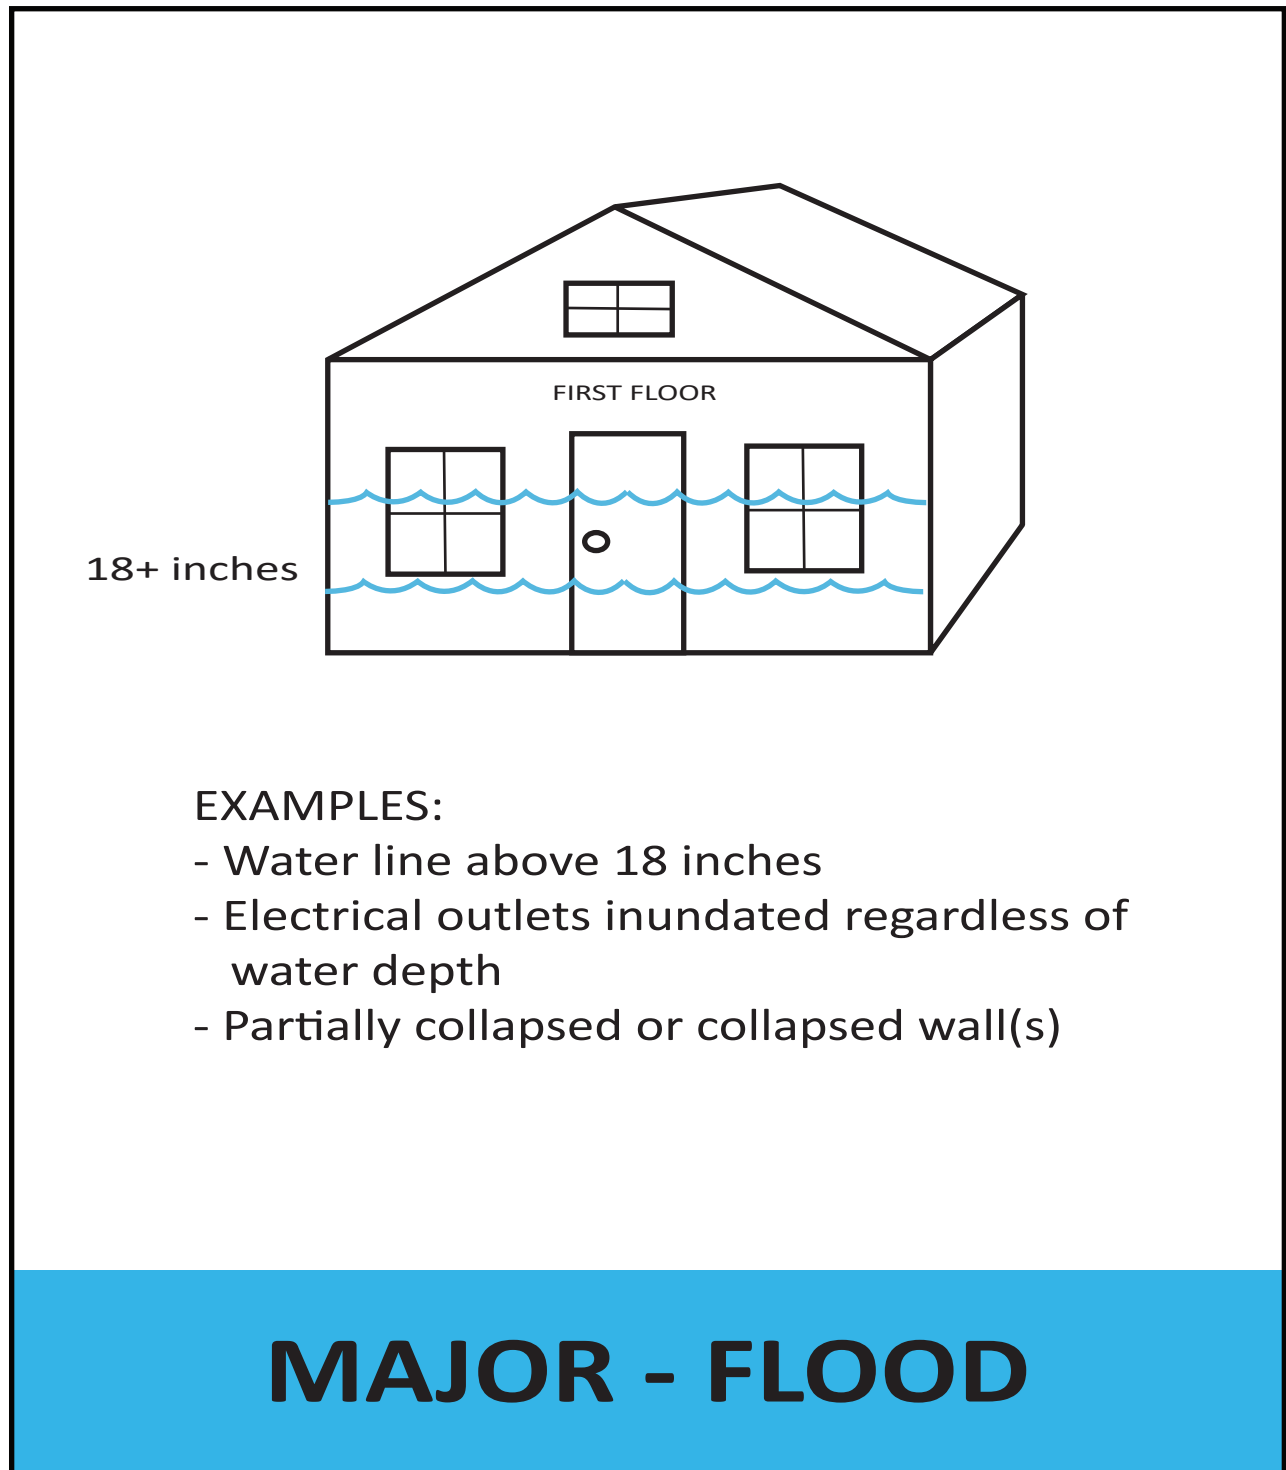 FIRST FLOOR
18+ inches
EXAMPLES:
- Water line above 18 inches
- Electrical outlets inundated regardless of
water depth
- Partially collapsed or collapsed wall(s)
MAJOR - FLOOD